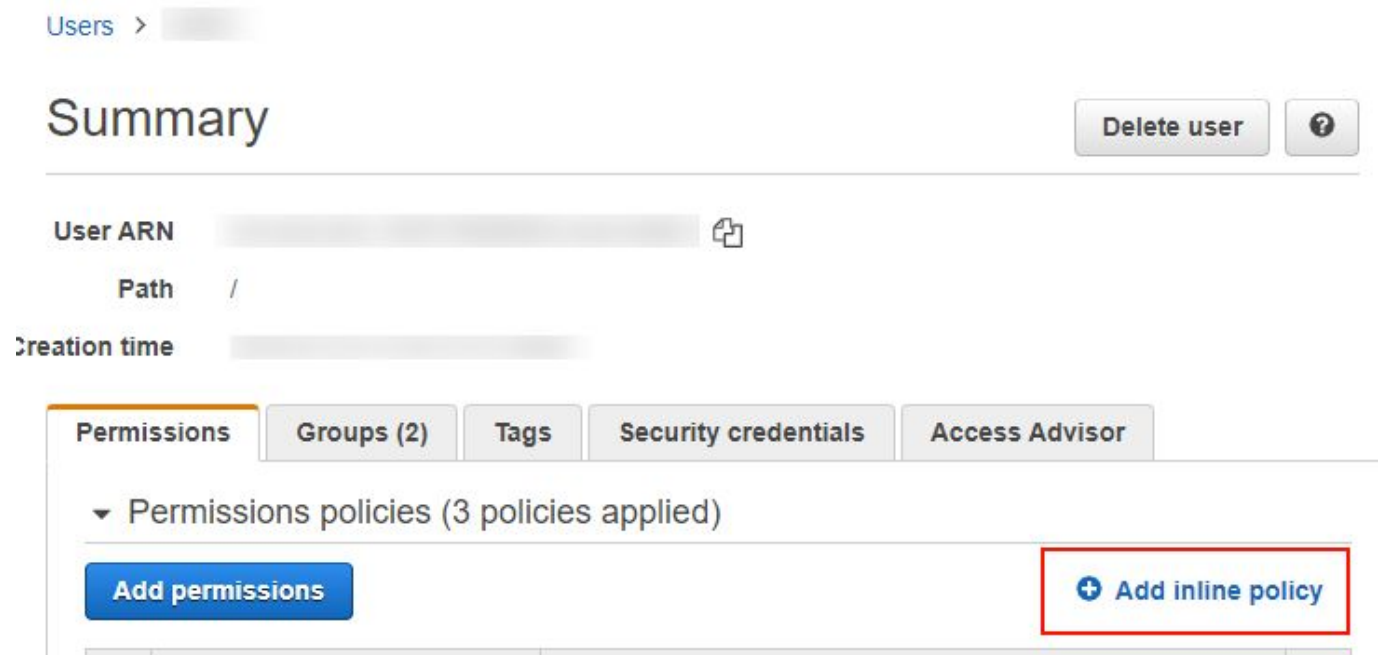 Users >
Summary
Delete user
User ARN
Path /
Creation time
Permissions Groups (2) Tags Security credentials Access Advisor
Permissions policies (3 policies applied)
Add permissions Add inline policy